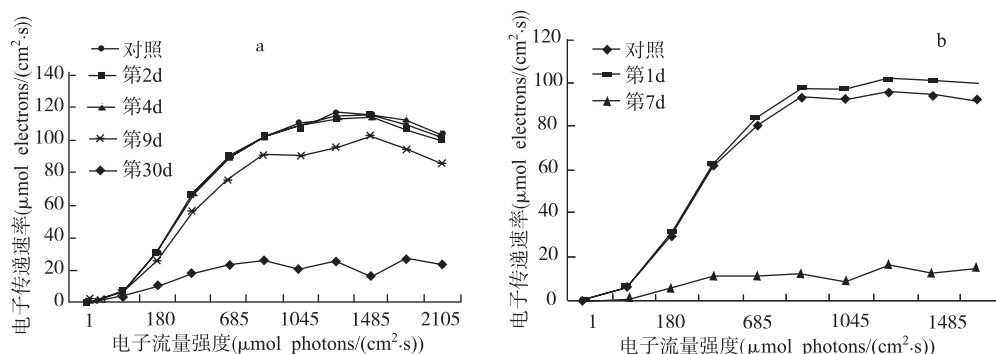 a
对照
第2d
第4d
第9d
第30d
电子传递速率(μmol electrons/(cm²·s))
140
120
100
80
60
40
20
0
1 180 685 1045 1485 2105
电子流量强度(μmol photons/(cm²·s))
b
对照
第1d
第7d
电子传递速率(μmol electrons/(cm²·s))
120
100
80
60
40
20
0
1 180 685 1045 1485
电子流量强度(μmol photons/(cm²·s))